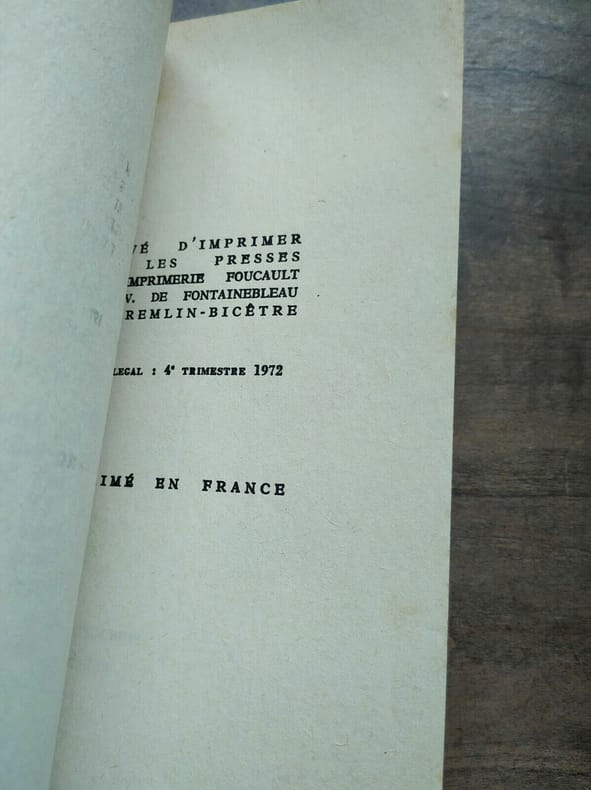 VÉ D'IMPRIMER
LES PRESSES
IMPRIMERIE FOUCAULT
V. DE FONTAINEBLEAU
REMLIN-BICÊTRE
LEGAL : 4e TRIMESTRE 1972
IMÉ EN FRANCE